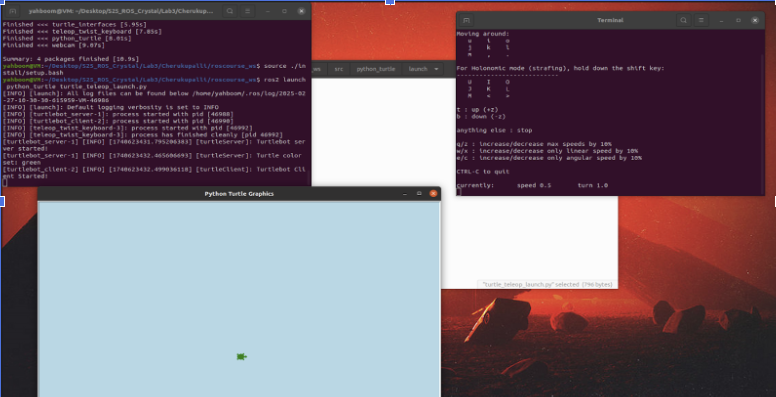 yahboom@VM: ~/Desktop/S25_ROS_Crystal/Lab3/Cherukup...
Finished <<< turtle_interfaces [5.95s]
Finished <<< teleop_twist_keyboard [7.85s]
Finished <<< python_turtle [8.01s]
Finished <<< webcam [9.07s]
Summary: 4 packages finished [10.9s]
yahboom@VM:~/Desktop/S25_ROS_Crystal/Lab3/Cherukupalli/roscourse_ws$ source ./in
stall/setup.bash
yahboom@VM:~/Desktop/S25_ROS_Crystal/Lab3/Cherukupalli/roscourse_ws$ ros2 launch
python_turtle turtle_teleop_launch.py
[INFO] [launch]: All log files can be found below /home/yahboom/.ros/log/2025-02
-27-10-30-30-615959-VM-46986
[INFO] [launch]: Default logging verbosity is set to INFO
[INFO] [turtlebot_server-1]: process started with pid [46988]
[INFO] [turtlebot_client-2]: process started with pid [46990]
[INFO] [teleop_twist_keyboard-3]: process started with pid [46992]
[INFO] [teleop_twist_keyboard-3]: process has finished cleanly [pid 46992]
[turtlebot_server-1] [INFO] [1740623431.795206383] [turtleServer]: Turtlebot ser
ver started!
[turtlebot_server-1] [INFO] [1740623432.465606693] [turtleServer]: Turtle color
set: green
[turtlebot_client-2] [INFO] [1740623432.499036118] [turtleClient]: Turtlebot Cli
ent Started!
_ws src python_turtle launch
"turtle_teleop_launch.py" selected (796 bytes)
Python Turtle Graphics
Terminal
Moving around:
u i o
j k l
m , .
For Holonomic mode (strafing), hold down the shift key:
---------------------------
U I O
J K L
M < >
t : up (+z)
b : down (-z)
anything else : stop
q/z : increase/decrease max speeds by 10%
w/x : increase/decrease only linear speed by 10%
e/c : increase/decrease only angular speed by 10%
CTRL-C to quit
currently: speed 0.5 turn 1.0